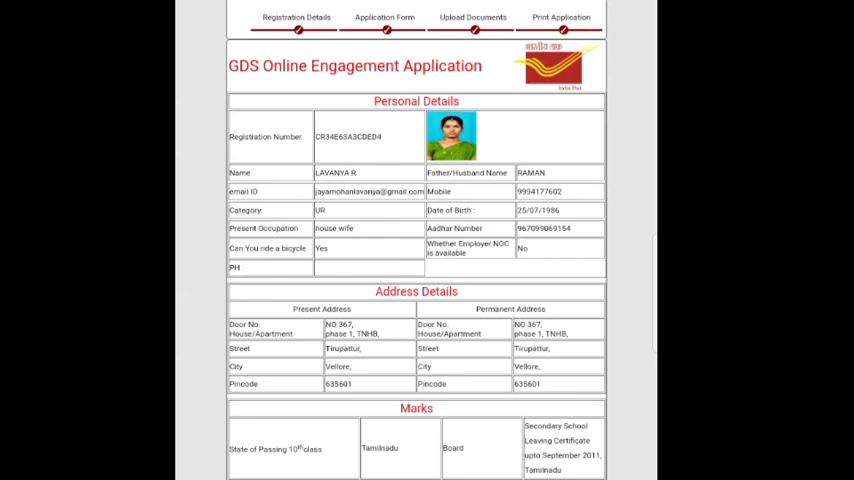 Registration Details Application Form Upload Documents Print Application
GDS Online Engagement Application
भारतीय डाक
India Post
Personal Details
Registration Number CR34E63A3CDED4
Name LAVANYA R Father/Husband Name RAMAN
email ID jayamohanlavanya@gmail.com Mobile 9994177602
Category: UR Date of Birth : 25/07/1986
Present Occupation house wife Aadhar Number 967099069154
Can You ride a bicycle Yes Whether Employer NOC
is available No
PH :
Address Details
Present Address Permanent Address
Door No. NO 367, Door No. NO 367,
House/Apartment phase 1, TNHB, House/Apartment phase 1, TNHB,
Street Tirupattur, Street Tirupattur,
City Vellore, City Vellore,
Pincode 635601 Pincode 635601
Marks
State of Passing 10thclass Tamilnadu Board Secondary School
Leaving Certificate
upto September 2011,
Tamilnadu